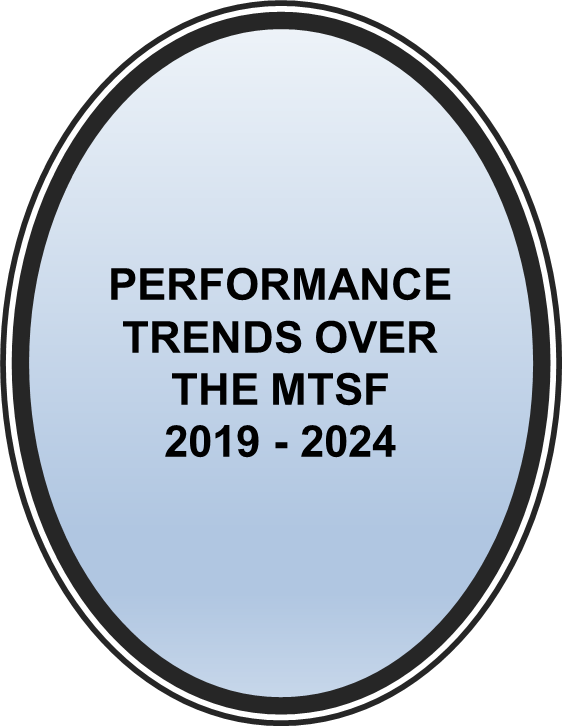 PERFORMANCE
TRENDS OVER
THE MTSF
2019 - 2024